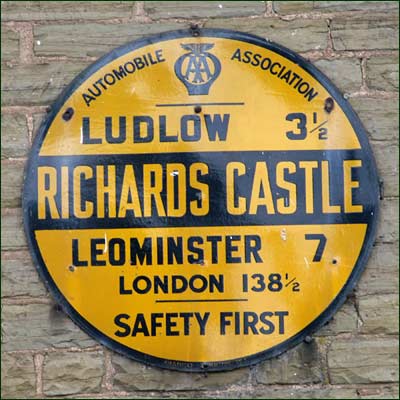 AUTOMOBILE AA ASSOCIATION
LUDLOW 3½
RICHARDS CASTLE
LEOMINSTER 7
LONDON 138½
SAFETY FIRST